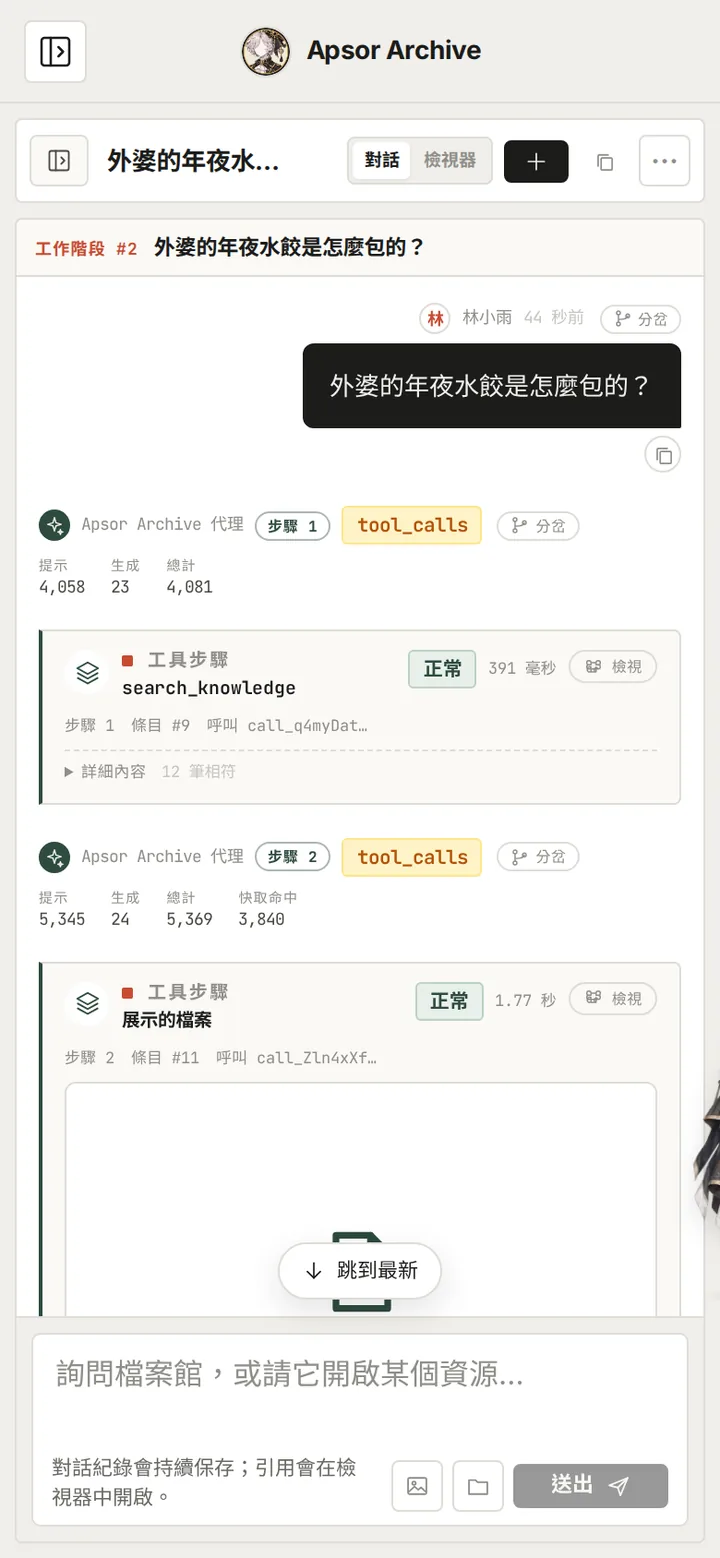 Apsor Archive
外婆的年夜水...
對話
檢視器
工作階段 #2 外婆的年夜水餃是怎麼包的？
林 林小雨 44 秒前 分岔
外婆的年夜水餃是怎麼包的？
Apsor Archive 代理 步驟 1 tool_calls 分岔
提示 生成 總計
4,058 23 4,081
工具步驟
search_knowledge
正常 391 毫秒 檢視
步驟 1 條目 #9 呼叫 call_q4myDat…
詳細內容 12 筆相符
Apsor Archive 代理 步驟 2 tool_calls 分岔
提示 生成 總計 快取命中
5,345 24 5,369 3,840
工具步驟
展示的檔案
正常 1.77 秒 檢視
步驟 2 條目 #11 呼叫 call_Zln4xXf…
跳到最新
詢問檔案館，或請它開啟某個資源...
對話紀錄會持續保存；引用會在檢
視器中開啟。
送出